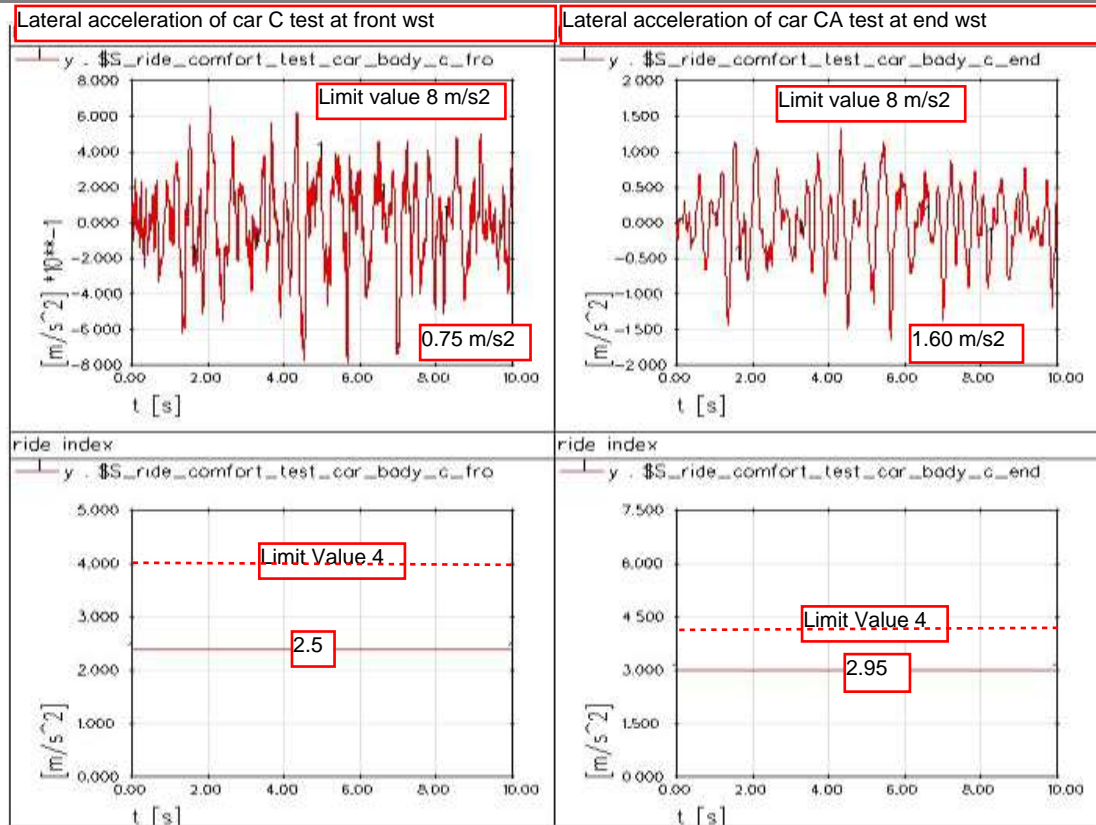 Lateral acceleration of car C test at front wst
y . $S_ride_comfort_test_car_body_c_fro
Limit value 8 m/s2
8.000
6.000
4.000
2.000
0.000
-2.000
-4.000
-6.000
-8.000
[m/s^2] *10**-1
0.75 m/s2
0.00 2.00 4.00 6.00 8.00 10.00
t [s]
Lateral acceleration of car CA test at end wst
y . $S_ride_comfort_test_car_body_c_end
Limit value 8 m/s2
2.000
1.500
1.000
0.500
0.000
-0.500
-1.000
-1.500
-2.000
[m/s^2]
1.60 m/s2
0.00 2.00 4.00 6.00 8.00 10.00
t [s]
ride index
y . $S_ride_comfort_test_car_body_c_fro
5.000
4.000
3.000
2.000
1.000
0.000
[m/s^2]
Limit Value 4
2.5
0.00 2.00 4.00 6.00 8.00 10.00
t [s]
ride index
y . $S_ride_comfort_test_car_body_c_end
7.500
6.000
4.500
3.000
1.500
0.000
[m/s^2]
Limit Value 4
2.95
0.00 2.00 4.00 6.00 8.00 10.00
t [s]